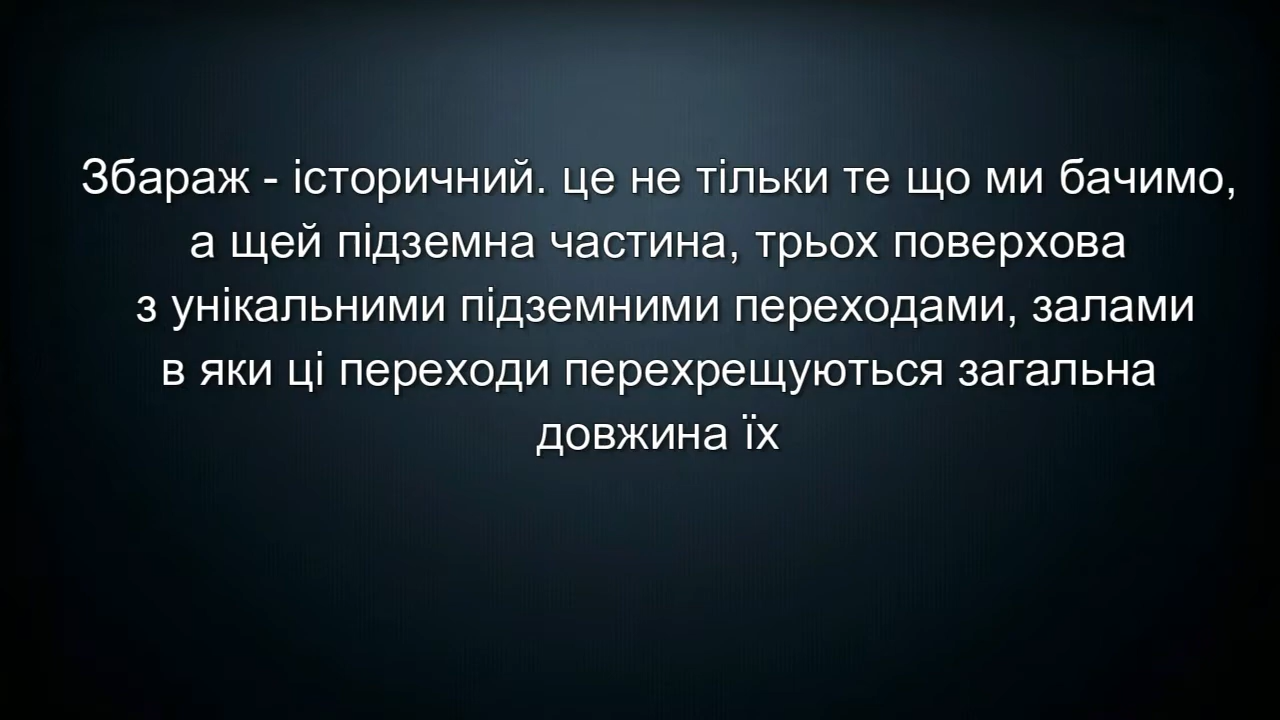 Збараж - історичний. це не тільки те що ми бачимо,
а щей підземна частина, трьох поверхова
з унікальними підземними переходами, залами
в яки ці переходи перехрещуються загальна
довжина їх